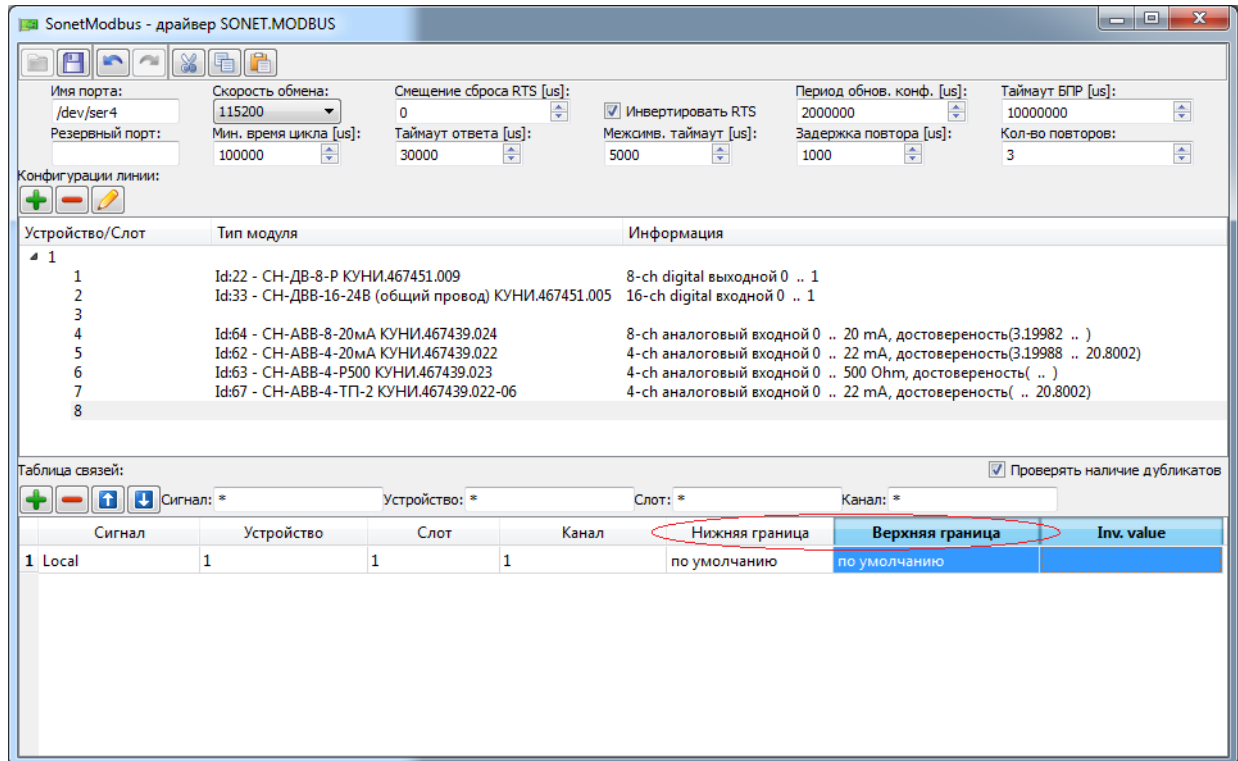 SonetModbus - драйвер SONET.MODBUS
Имя порта: Скорость обмена: Смещение сброса RTS [us]: Период обнов. конф. [us]: Таймаут БПР [us]:
/dev/ser4 115200 0 Инвертировать RTS 2000000 10000000
Резервный порт: Мин. время цикла [us]: Таймаут ответа [us]: Межсимв. таймаут [us]: Задержка повтора [us]: Кол-во повторов:
100000 30000 5000 1000 3
Конфигурации линии:
Устройство/Слот Тип модуля Информация
1
1 Id:22 - СН-ДВ-8-Р КУНИ.467451.009 8-ch digital выходной 0 .. 1
2 Id:33 - СН-ДВВ-16-24В (общий провод) КУНИ.467451.005 16-ch digital входной 0 .. 1
3
4 Id:64 - СН-АВВ-8-20мА КУНИ.467439.024 8-ch аналоговый входной 0 .. 20 mA, достовереность(3.19982 .. )
5 Id:62 - СН-АВВ-4-20мА КУНИ.467439.022 4-ch аналоговый входной 0 .. 22 mA, достовереность(3.19988 .. 20.8002)
6 Id:63 - СН-АВВ-4-Р500 КУНИ.467439.023 4-ch аналоговый входной 0 .. 500 Ohm, достовереность( .. )
7 Id:67 - СН-АВВ-4-ТП-2 КУНИ.467439.022-06 4-ch аналоговый входной 0 .. 22 mA, достовереность( .. 20.8002)
8
Таблица связей: Проверять наличие дубликатов
Сигнал: * Устройство: * Слот: * Канал: *
Сигнал Устройство Слот Канал Нижняя граница Верхняя граница Inv. value
1 Local 1 1 1 по умолчанию по умолчанию